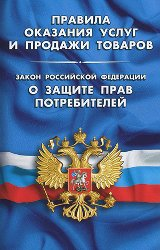 ПРАВИЛА
ОКАЗАНИЯ УСЛУГ
И ПРОДАЖИ ТОВАРОВ
ЗАКОН РОССИЙСКОЙ ФЕДЕРАЦИИ
О ЗАЩИТЕ ПРАВ
ПОТРЕБИТЕЛЕЙ